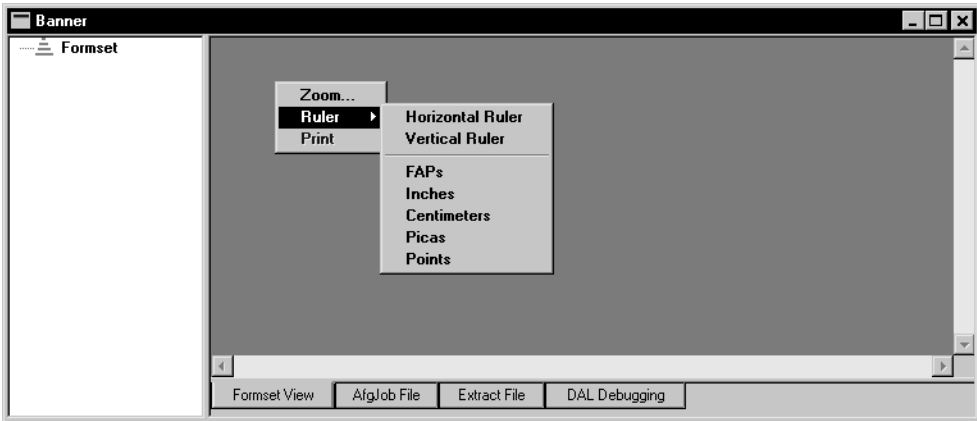 Banner
Formset
Zoom...
Ruler
Print
Horizontal Ruler
Vertical Ruler
FAPs
Inches
Centimeters
Picas
Points
Formset View
AfgJob File
Extract File
DAL Debugging